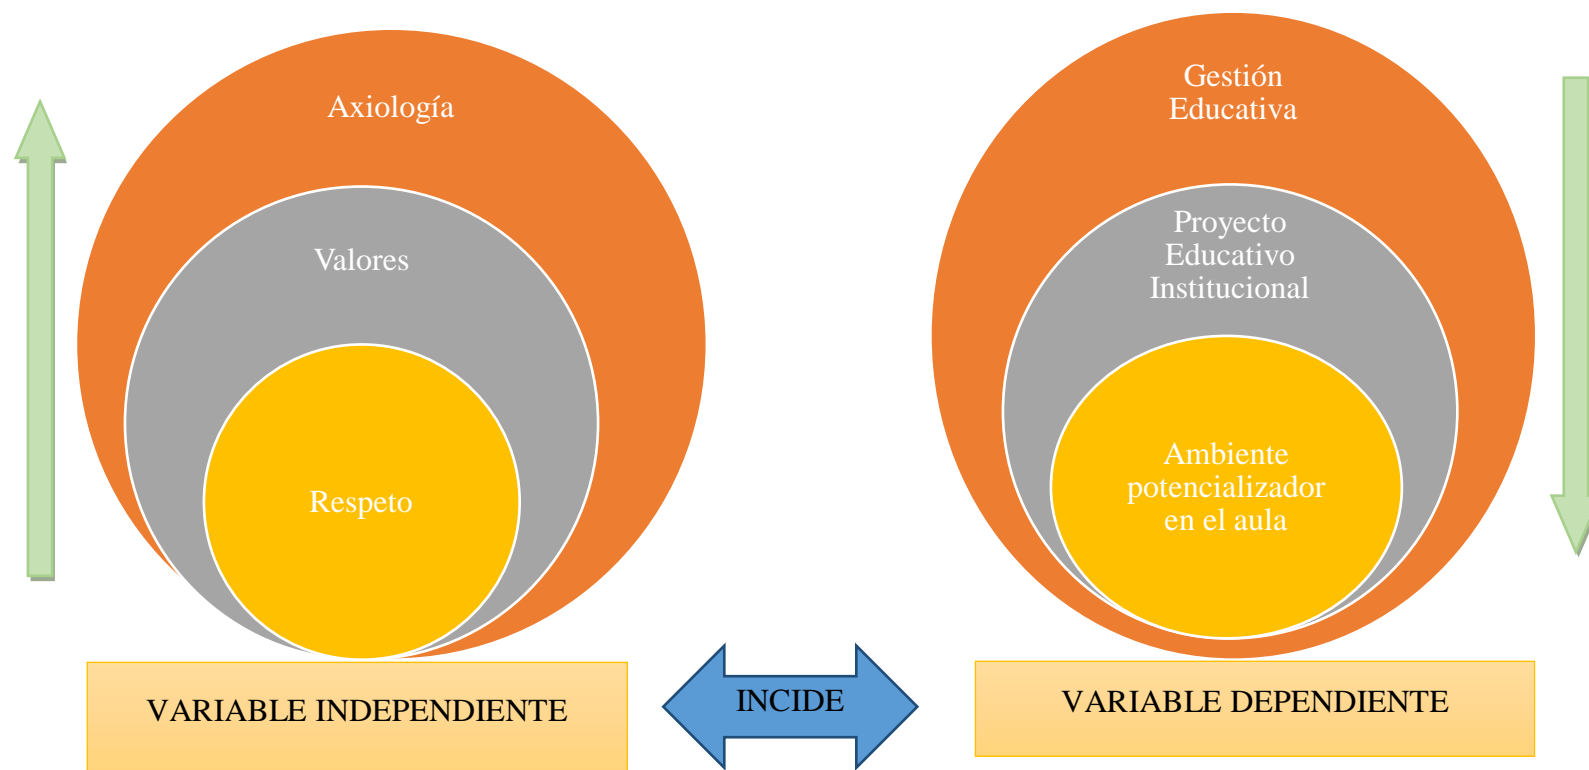 Axiología
Valores
Respeto
VARIABLE INDEPENDIENTE
INCIDE
Gestión
Educativa
Proyecto
Educativo
Institucional
Ambiente
potencializador
en el aula
VARIABLE DEPENDIENTE